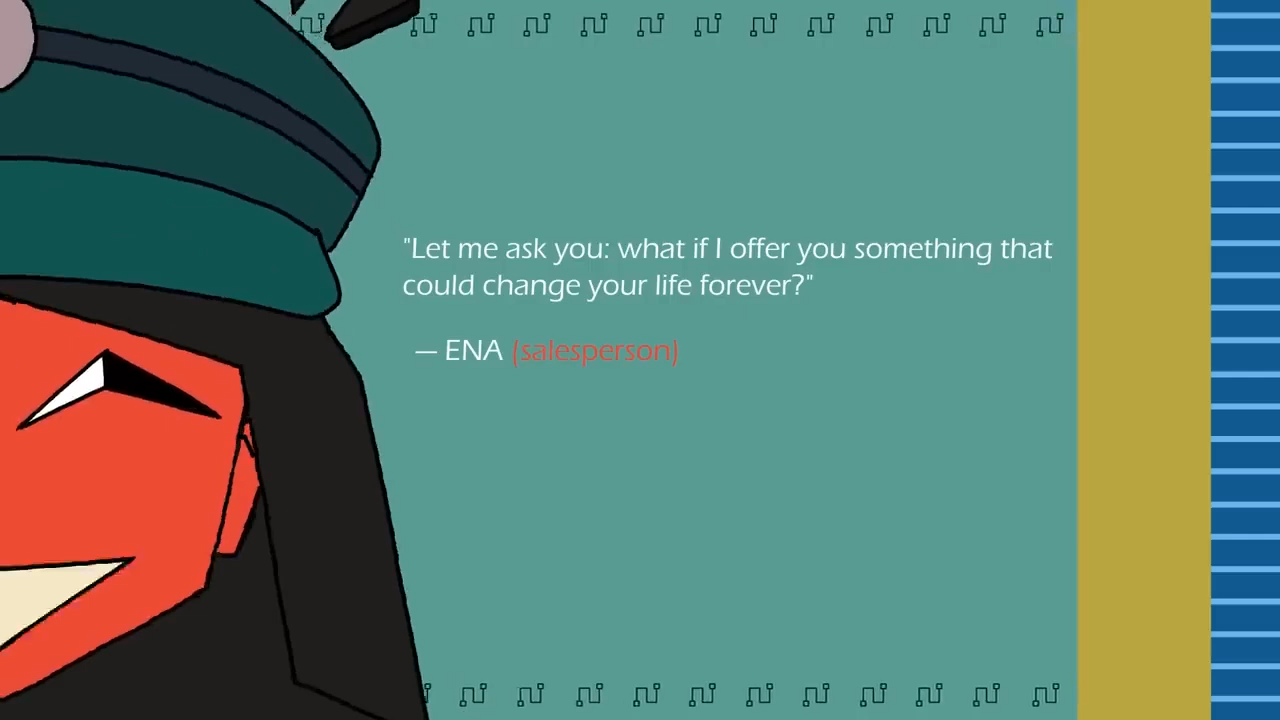 "Let me ask you: what if I offer you something that
could change your life forever?"
— ENA (salesperson)